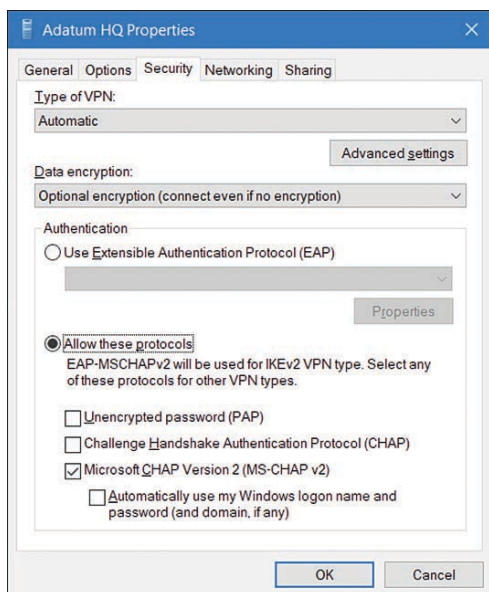 Adatum HQ Properties
General Options Security Networking Sharing
Type of VPN:
Automatic
Advanced settings
Data encryption:
Optional encryption (connect even if no encryption)
Authentication
Use Extensible Authentication Protocol (EAP)
Properties
Allow these protocols
EAP-MSCHAPv2 will be used for IKEv2 VPN type. Select any
of these protocols for other VPN types.
Unencrypted password (PAP)
Challenge Handshake Authentication Protocol (CHAP)
Microsoft CHAP Version 2 (MS-CHAP v2)
Automatically use my Windows logon name and
password (and domain, if any)
OK Cancel